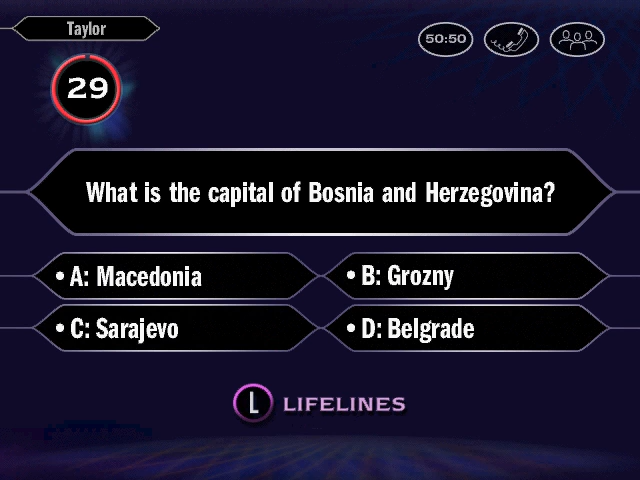 Taylor
50:50
29
What is the capital of Bosnia and Herzegovina?
• A: Macedonia
• B: Grozny
• C: Sarajevo
• D: Belgrade
L LIFELINES